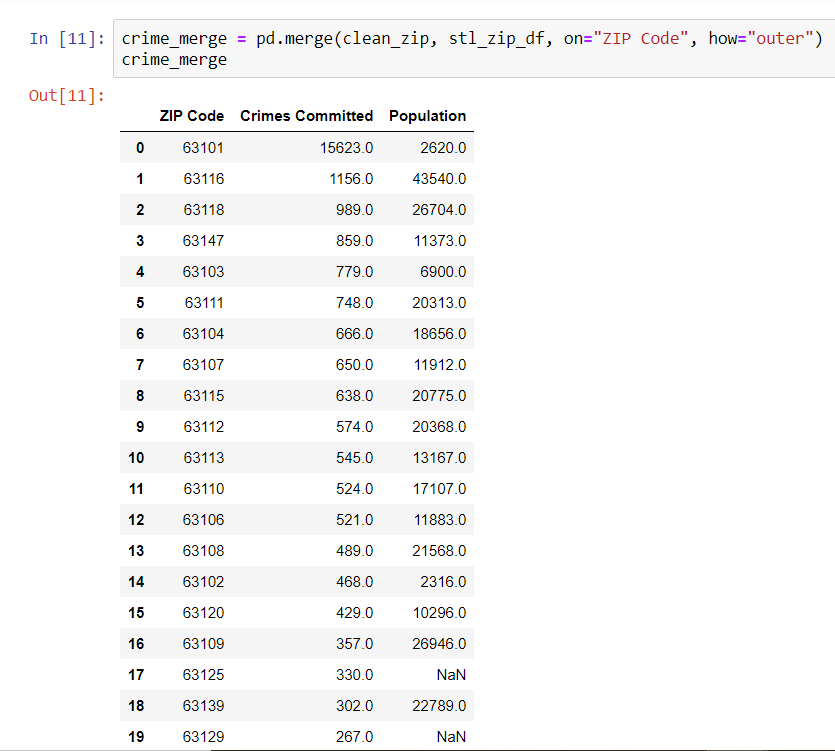 In [11]: crime_merge = pd.merge(clean_zip, stl_zip_df, on="ZIP Code", how="outer")
crime_merge
Out[11]:
ZIP Code Crimes Committed Population
0 63101 15623.0 2620.0
1 63116 1156.0 43540.0
2 63118 989.0 26704.0
3 63147 859.0 11373.0
4 63103 779.0 6900.0
5 63111 748.0 20313.0
6 63104 666.0 18656.0
7 63107 650.0 11912.0
8 63115 638.0 20775.0
9 63112 574.0 20368.0
10 63113 545.0 13167.0
11 63110 524.0 17107.0
12 63106 521.0 11883.0
13 63108 489.0 21568.0
14 63102 468.0 2316.0
15 63120 429.0 10296.0
16 63109 357.0 26946.0
17 63125 330.0 NaN
18 63139 302.0 22789.0
19 63129 267.0 NaN